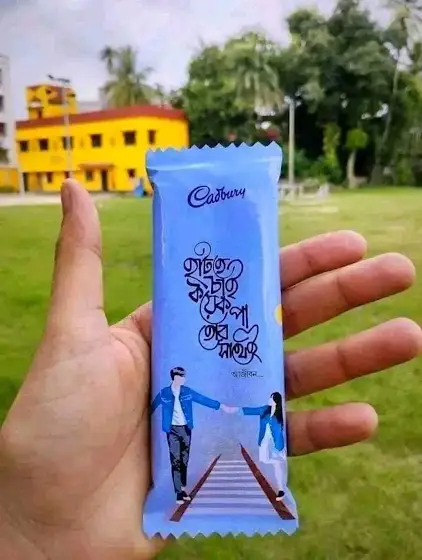 Cadbury
হাঁটতে
চাই
কয়েক পা
তোর
সাথেই
আজীবন...